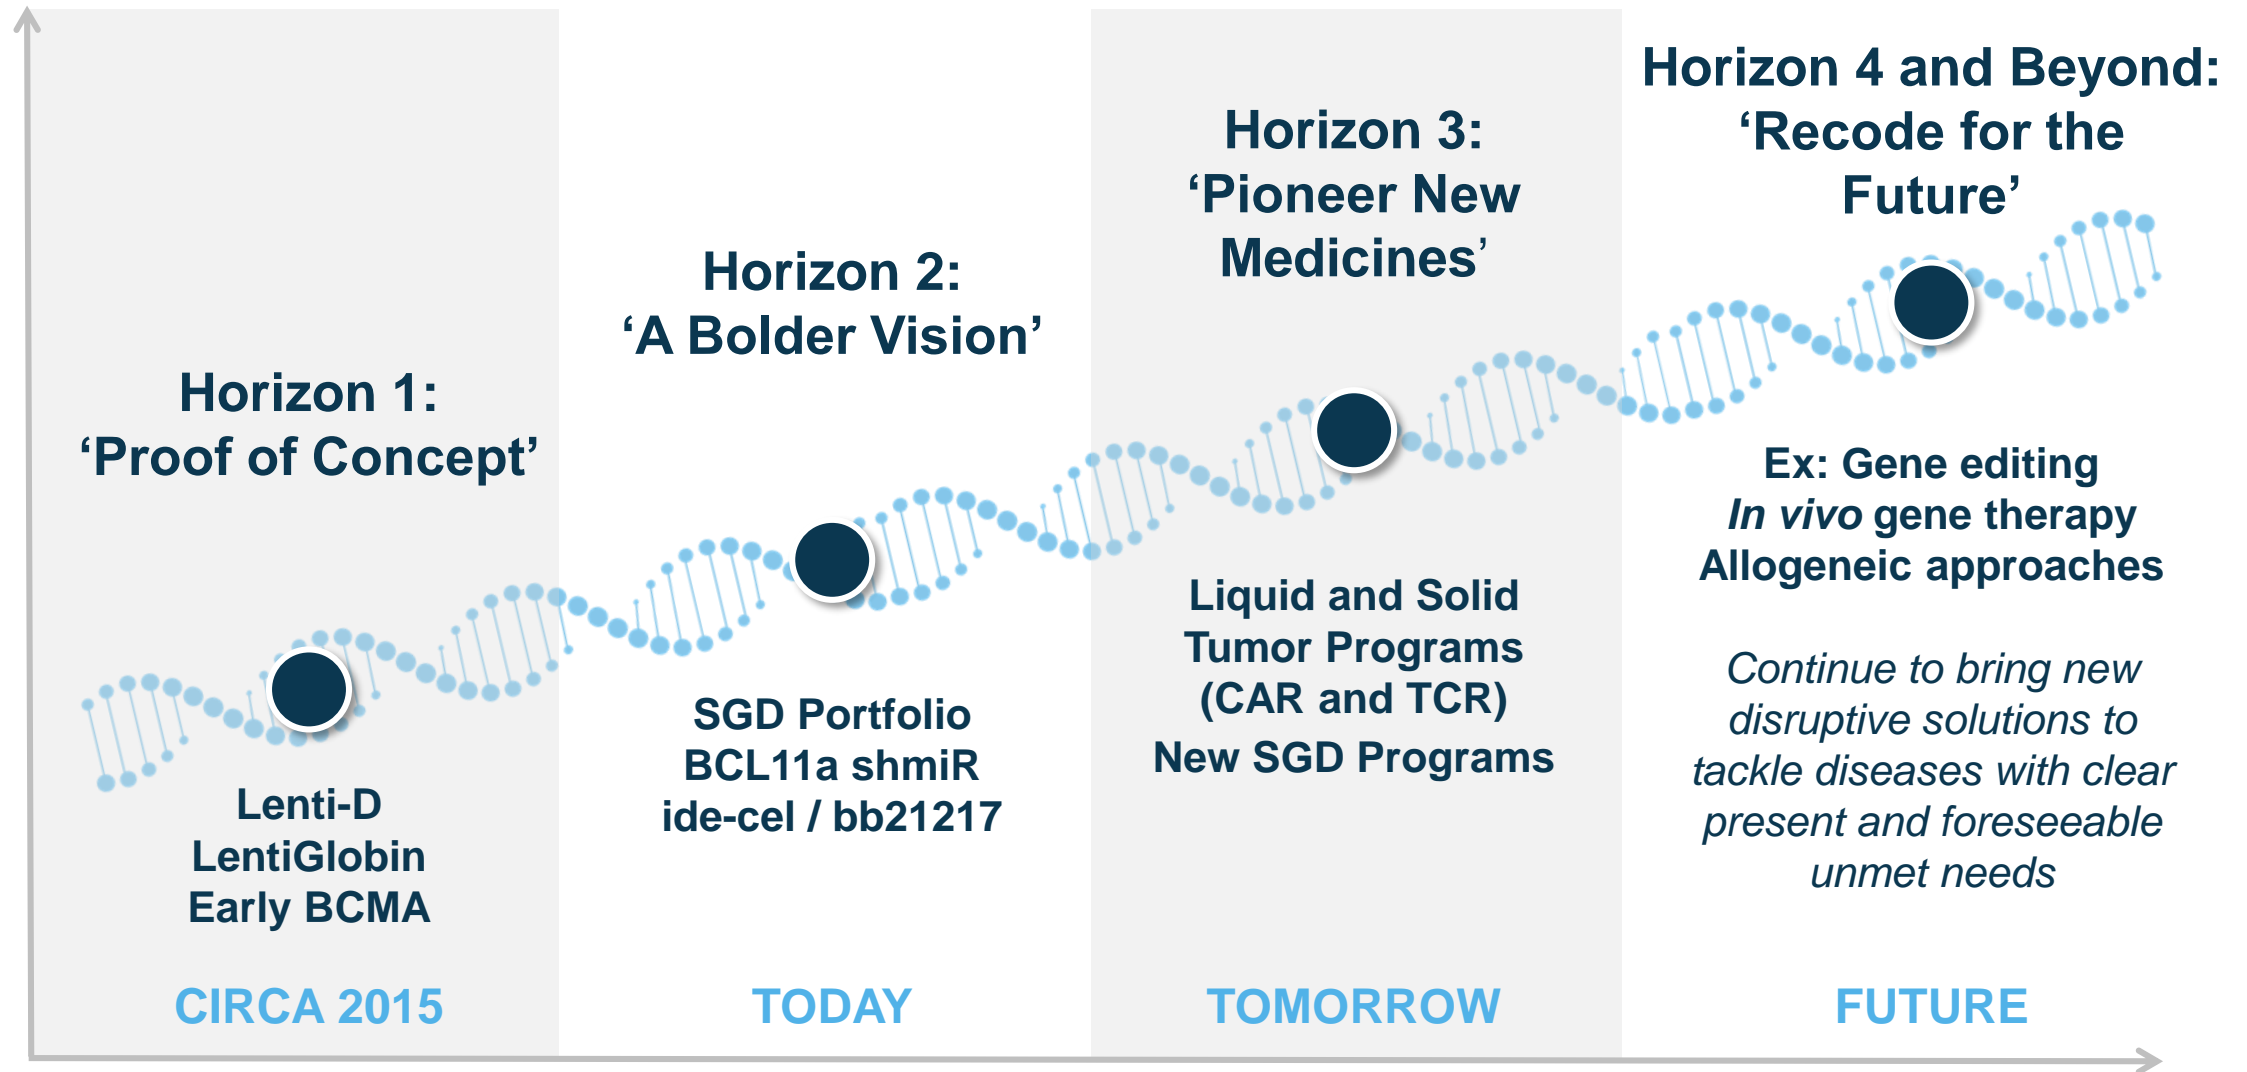 Horizon 1:
‘Proof of Concept’
Lenti-D
LentiGlobin
Early BCMA
CIRCA 2015
Horizon 2:
‘A Bolder Vision’
SGD Portfolio
BCL11a shmiR
ide-cel / bb21217
TODAY
Horizon 3:
‘Pioneer New
Medicines’
Liquid and Solid
Tumor Programs
(CAR and TCR)
New SGD Programs
TOMORROW
Horizon 4 and Beyond:
‘Recode for the
Future’
Ex: Gene editing
In vivo gene therapy
Allogeneic approaches
Continue to bring new
disruptive solutions to
tackle diseases with clear
present and foreseeable
unmet needs
FUTURE